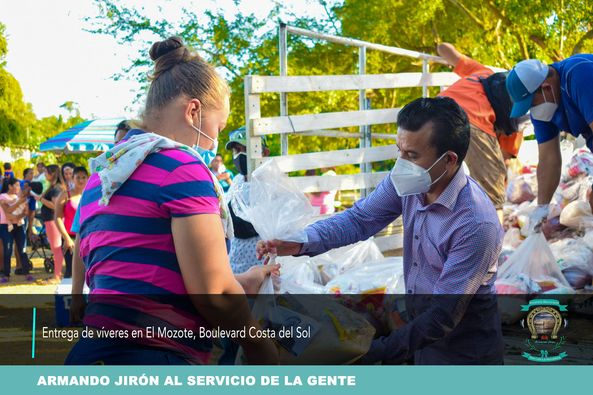 Entrega de víveres en El Mozote, Boulevard Costa del Sol
ARMANDO JIRÓN AL SERVICIO DE LA GENTE